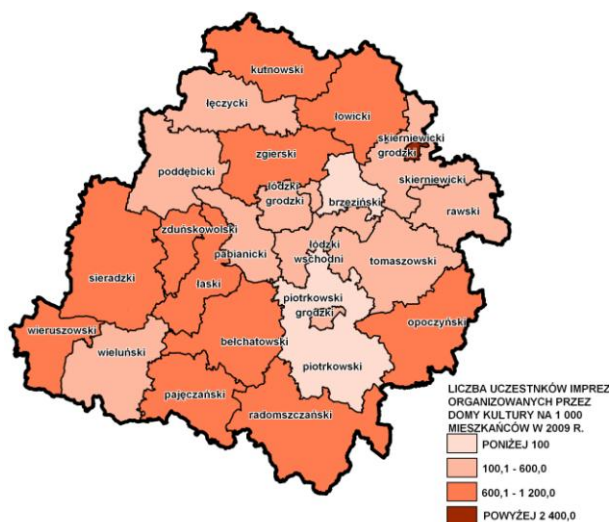 kutnowski
łęczycki
łowicki
skierniewicki
grodzki
zgierski
poddębicki
skierniewicki
łódzki
grodzki
brzeziński
rawski
zduńskowolski
łódzki
wschodni
pabianicki
tomaszowski
sieradzki
łaski
piotrkowski
grodzki
opoczyński
wieruszowski
bełchatowski
wieluński
piotrkowski
pajęczański
radomszczański
LICZBA UCZESTNKÓW IMPREZ
ORGANIZOWANYCH PRZEZ
DOMY KULTURY NA 1 000
MIESZKAŃCÓW W 2009 R.
PONIŻEJ 100
100,1 - 600,0
600,1 - 1 200,0
POWYŻEJ 2 400,0